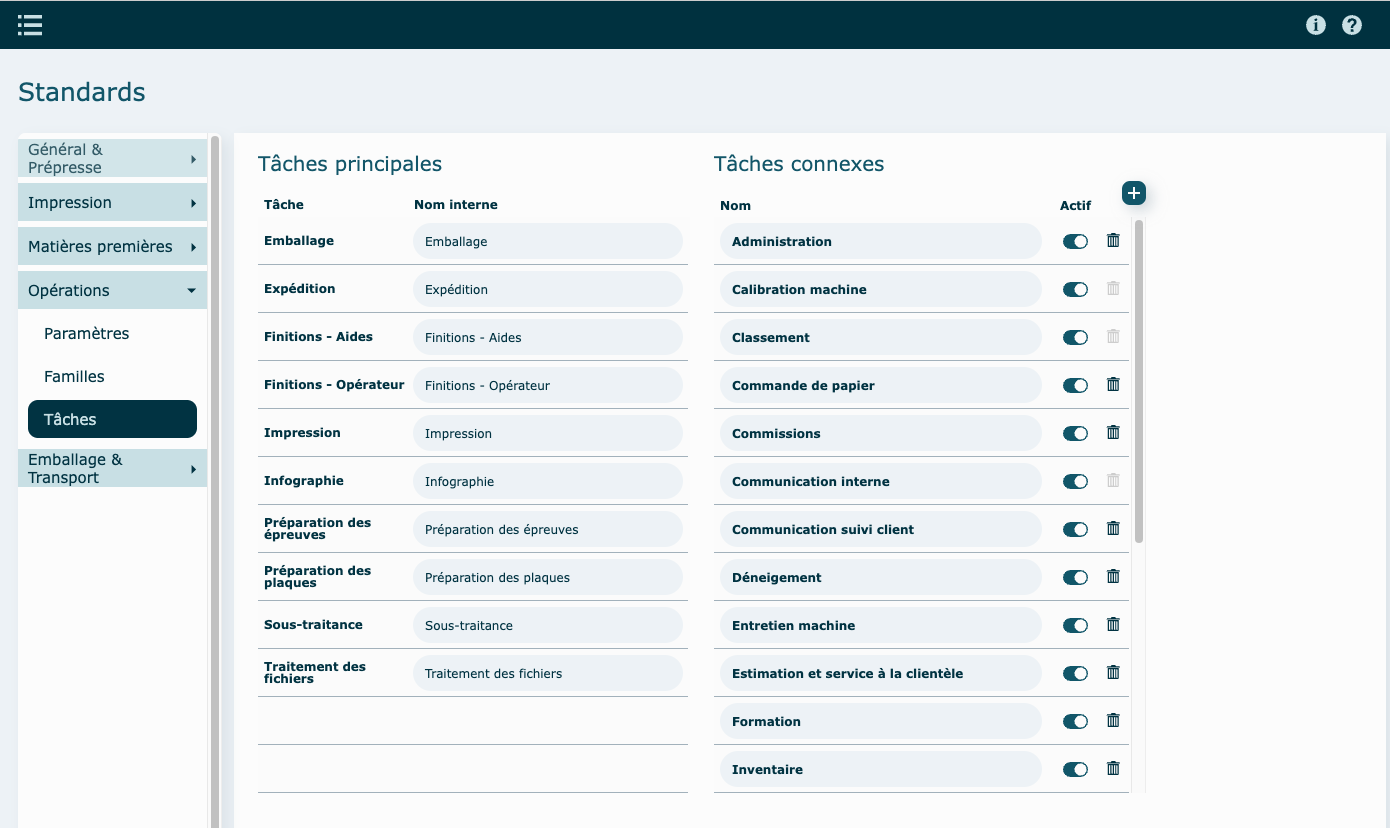 Standards
Général &
Prépresse
Impression
Matières premières
Opérations
Paramètres
Familles
Tâches
Emballage &
Transport
Tâches principales
Tâche Nom interne
Emballage Emballage
Expédition Expédition
Finitions - Aides Finitions - Aides
Finitions - Opérateur Finitions - Opérateur
Impression Impression
Infographie Infographie
Préparation des
épreuves
Préparation des épreuves
Préparation des
plaques
Préparation des plaques
Sous-traitance Sous-traitance
Traitement des
fichiers
Traitement des fichiers
Tâches connexes
Nom Actif
Administration
Calibration machine
Classement
Commande de papier
Commissions
Communication interne
Communication suivi client
Déneigement
Entretien machine
Estimation et service à la clientèle
Formation
Inventaire